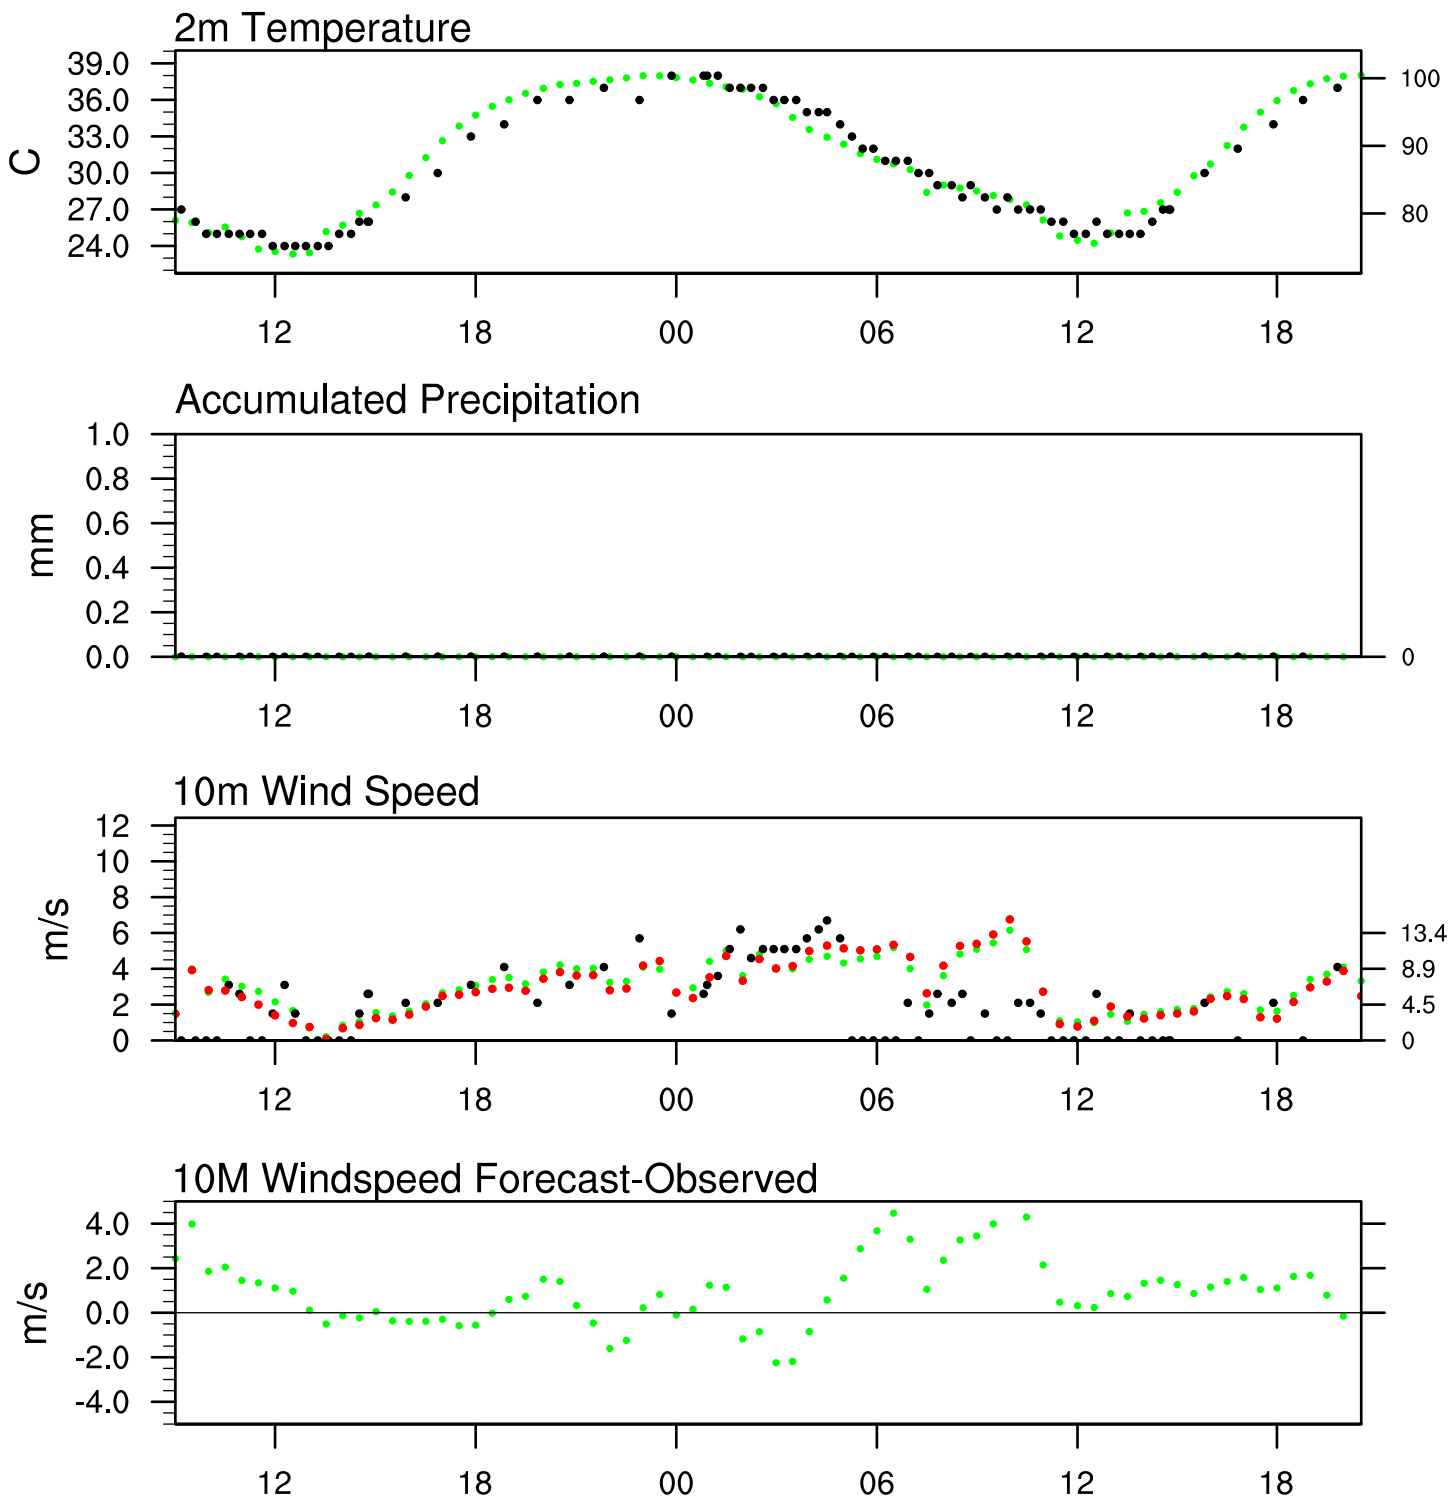 2m Temperature
39.0
36.0
33.0
30.0
27.0
24.0
C
100
90
80
12 18 00 06 12 18
Accumulated Precipitation
1.0
0.8
0.6
0.4
0.2
0.0
mm
0
12 18 00 06 12 18
10m Wind Speed
12
10
8
6
4
2
0
m/s
13.4
8.9
4.5
0
12 18 00 06 12 18
10M Windspeed Forecast-Observed
4.0
2.0
0.0
-2.0
-4.0
m/s
12 18 00 06 12 18